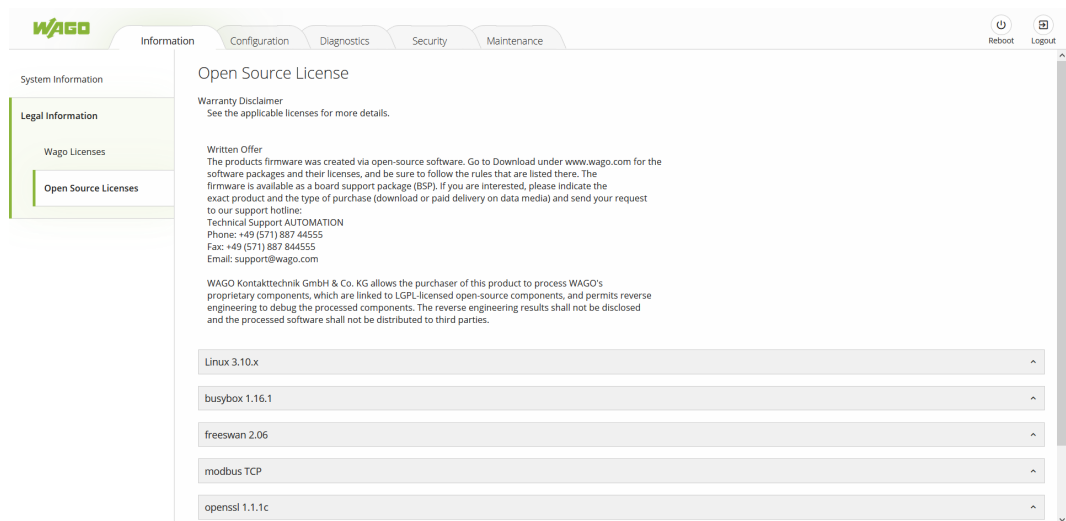 WAGO
Information
Configuration
Diagnostics
Security
Maintenance
Reboot
Logout
System Information
Legal Information
Wago Licenses
Open Source Licenses
Open Source License
Warranty Disclaimer
See the applicable licenses for more details.
Written Offer
The products firmware was created via open-source software. Go to Download under www.wago.com for the
software packages and their licenses, and be sure to follow the rules that are listed there. The
firmware is available as a board support package (BSP). If you are interested, please indicate the
exact product and the type of purchase (download or paid delivery on data media) and send your request
to our support hotline:
Technical Support AUTOMATION
Phone: +49 (571) 887 44555
Fax: +49 (571) 887 844555
Email: support@wago.com
WAGO Kontakttechnik GmbH & Co. KG allows the purchaser of this product to process WAGO's
proprietary components, which are linked to LGPL-licensed open-source components, and permits reverse
engineering to debug the processed components. The reverse engineering results shall not be disclosed
and the processed software shall not be distributed to third parties.
Linux 3.10.x
busybox 1.16.1
freeswan 2.06
modbus TCP
openssl 1.1.1c